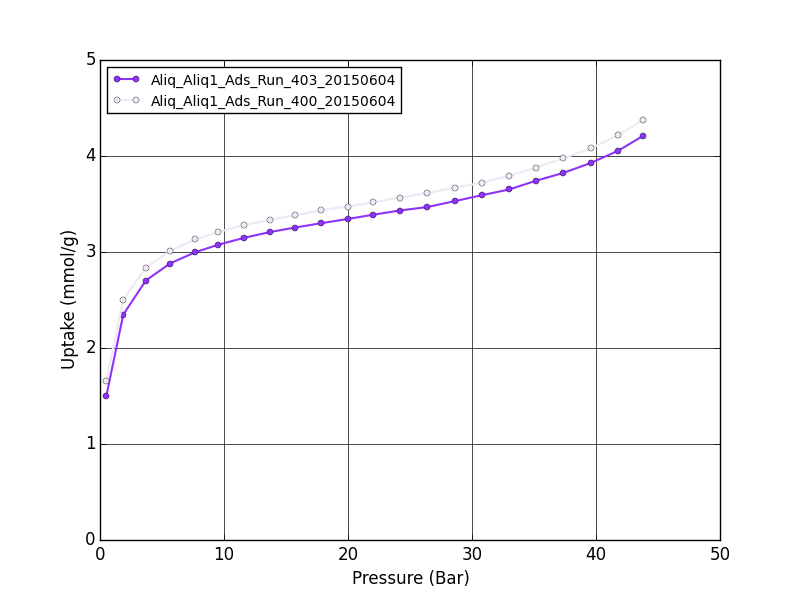 Aliq_Aliq1_Ads_Run_403_20150604
Aliq_Aliq1_Ads_Run_400_20150604
5
4
3
2
1
0
Uptake (mmol/g)
0 10 20 30 40 50
Pressure (Bar)